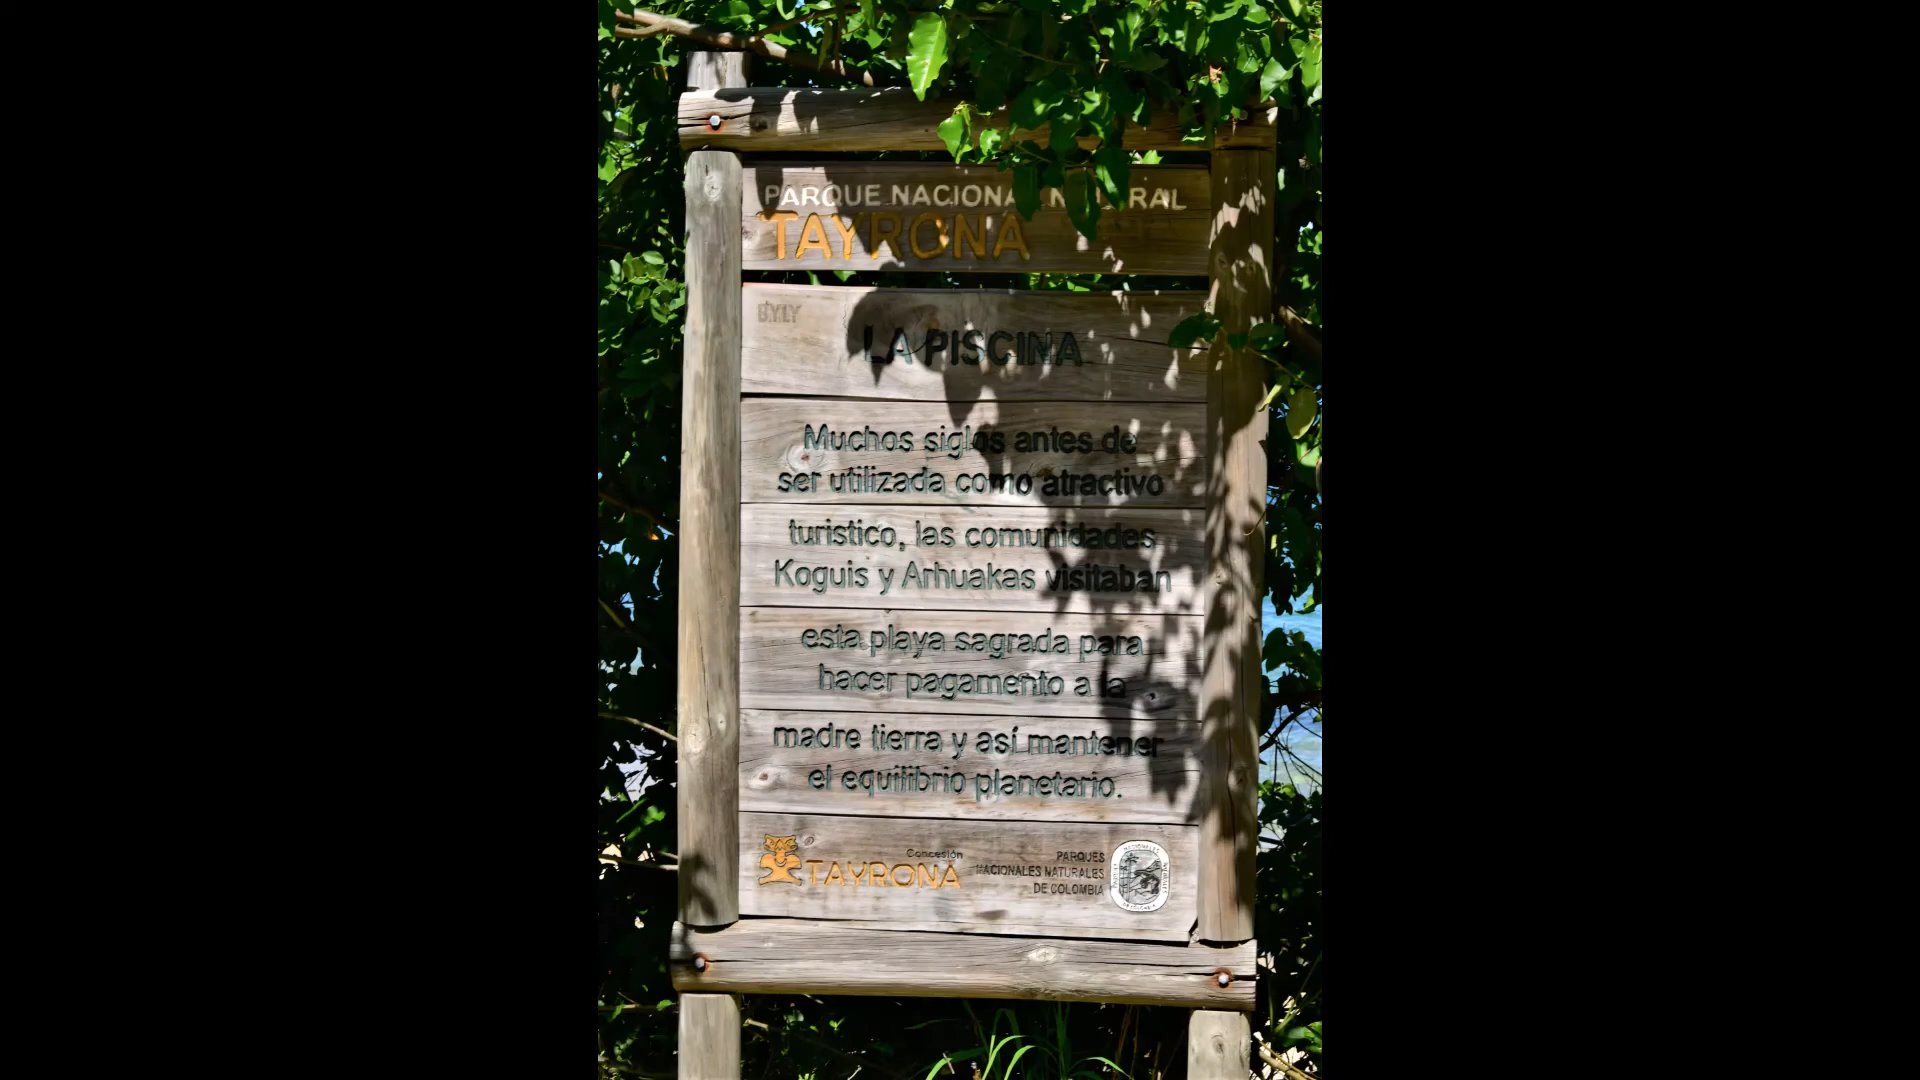 PARQUE NACIONAL NATURAL
TAYRONA
BYLY
LA PISCINA
Muchos siglos antes de
ser utilizada como atractivo
turistico, las comunidades
Koguis y Arhuakas visitaban
esta playa sagrada para
hacer pagamento a la
madre tierra y así mantener
el equilibrio planetario.
Concesión
TAYRONA
PARQUES
NACIONALES NATURALES
DE COLOMBIA